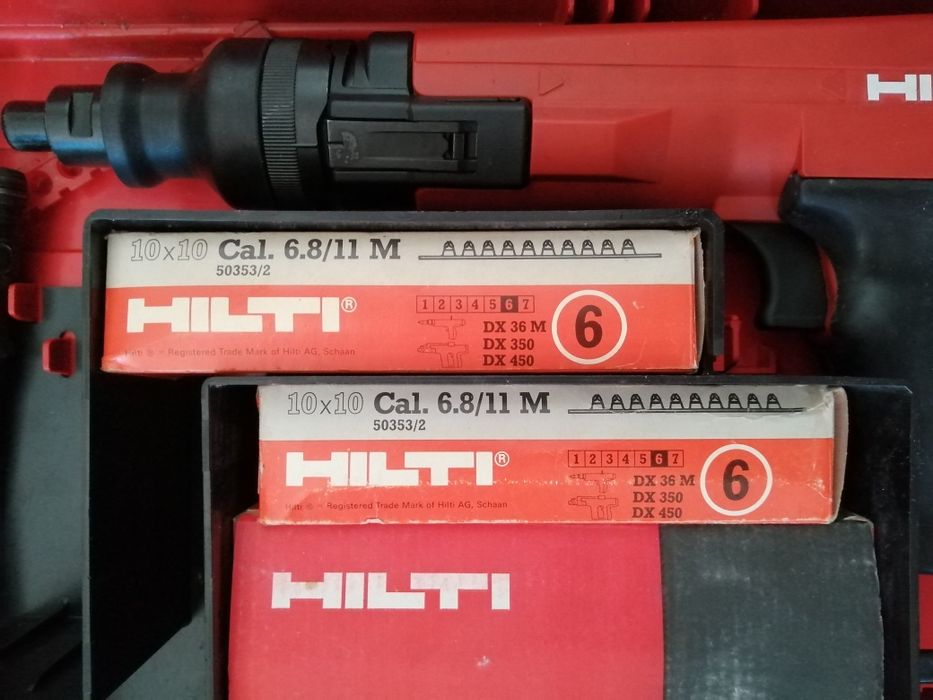 HI
10x10 Cal. 6.8/11 M
50353/2
HILTI®
1 2 3 4 5 6 7
DX 36 M
DX 350
DX 450
6
Hilti ® = Registered Trade Mark of Hilti AG, Schaan
10x10 Cal. 6.8/11 M
50353/2
HILTI®
1 2 3 4 5 6 7
DX 36 M
DX 350
DX 450
6
Hilti ® = Registered Trade Mark of Hilti AG, Schaan
HILTI